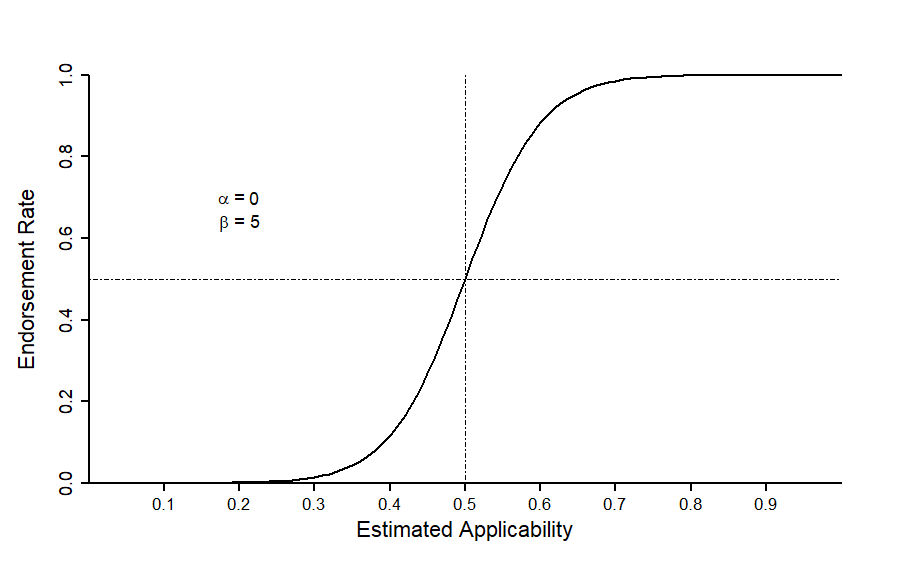 1.0
0.8
α = 0
β = 5
0.6
0.4
0.2
0.0
Endorsement Rate
0.1 0.2 0.3 0.4 0.5 0.6 0.7 0.8 0.9
Estimated Applicability